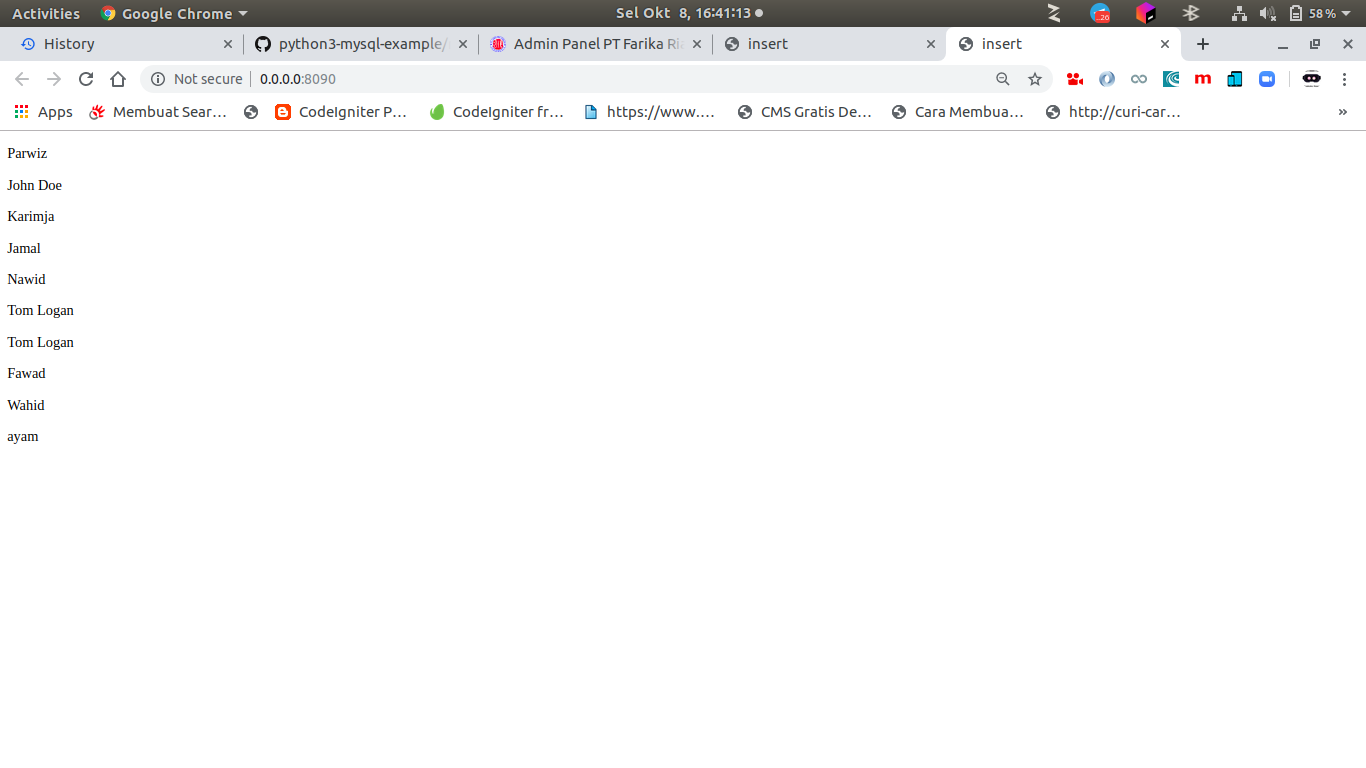 Activities Google Chrome Sel Okt 8, 16:41:13 ..26 58%
History python3-mysql-example/ Admin Panel PT Farika Ria insert insert
Not secure 0.0.0.0:8090
Apps Membuat Sear... CodeIgniter P... CodeIgniter fr... https://www.... CMS Gratis De... Cara Membua... http://curi-car... »
Parwiz
John Doe
Karimja
Jamal
Nawid
Tom Logan
Tom Logan
Fawad
Wahid
ayam